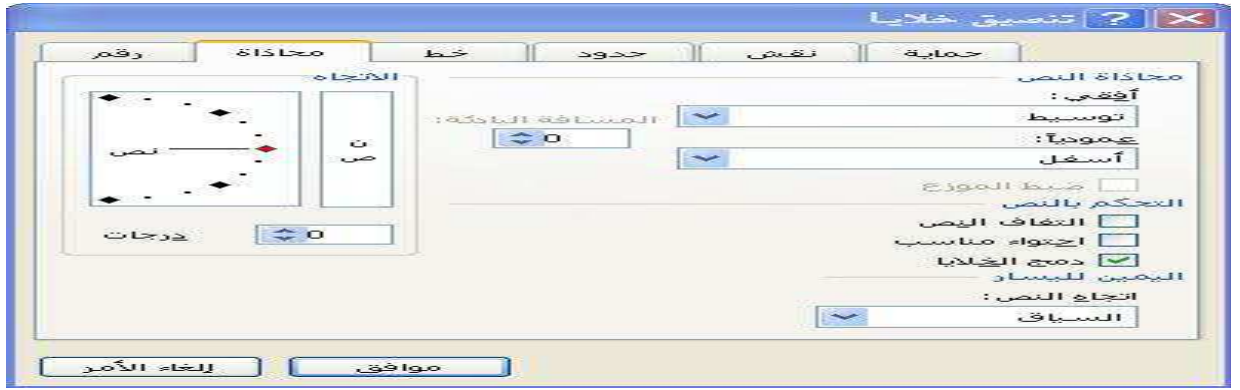 تنسيق خلايا
رقم محاذاة خط حدود نقش حماية
محاذاة النص
أفقي:
توسيط
المسافة البادئة:
0
عمودياً:
أسفل
ضبط الموزع
التحكم بالنص
التفاف النص
احتواء مناسب
دمج الخلايا
اليمين لليسار
اتجاه النص:
السياق
الاتجاه
ن
ص
نص
0 درجات
موافق
إلغاء الأمر